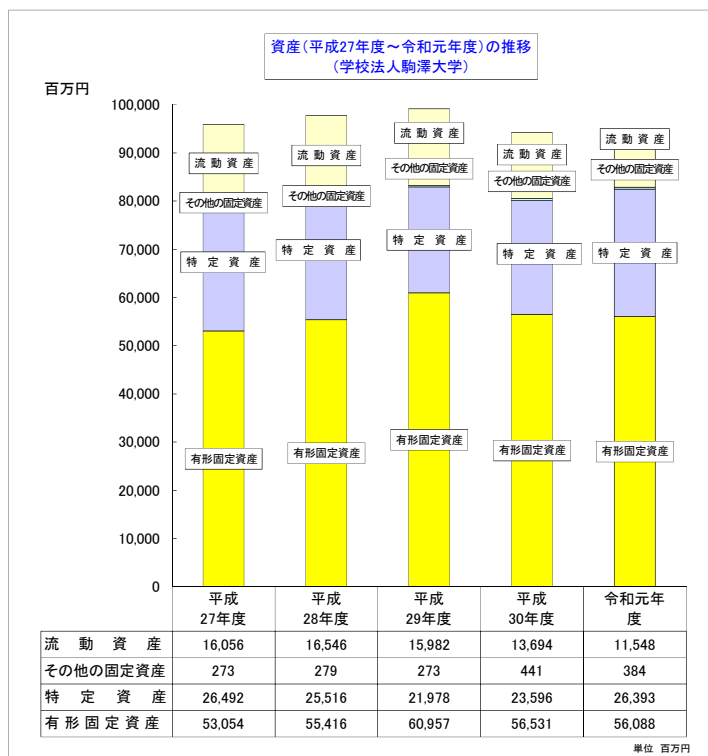 資産(平成27年度～令和元年度)の推移
(学校法人駒澤大学)
百万円
100,000
90,000
80,000
70,000
60,000
50,000
40,000
30,000
20,000
10,000
0
流動資産
その他の固定資産
特定資産
有形固定資産
流動資産
その他の固定資産
特定資産
有形固定資産
流動資産
その他の固定資産
特定資産
有形固定資産
流動資産
その他の固定資産
特定資産
有形固定資産
流動資産
その他の固定資産
特定資産
有形固定資産
平成 平成 平成 平成 令和元年
27年度 28年度 29年度 30年度 度
流動資産 16,056 16,546 15,982 13,694 11,548
その他の固定資産 273 279 273 441 384
特定資産 26,492 25,516 21,978 23,596 26,393
有形固定資産 53,054 55,416 60,957 56,531 56,088
単位 百万円